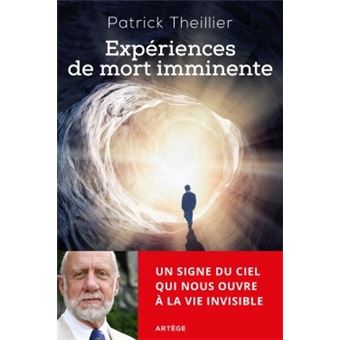 Patrick Theillier
Expériences
de mort imminente
UN SIGNE DU CIEL
QUI NOUS OUVRE
À LA VIE INVISIBLE
ARTÈGE